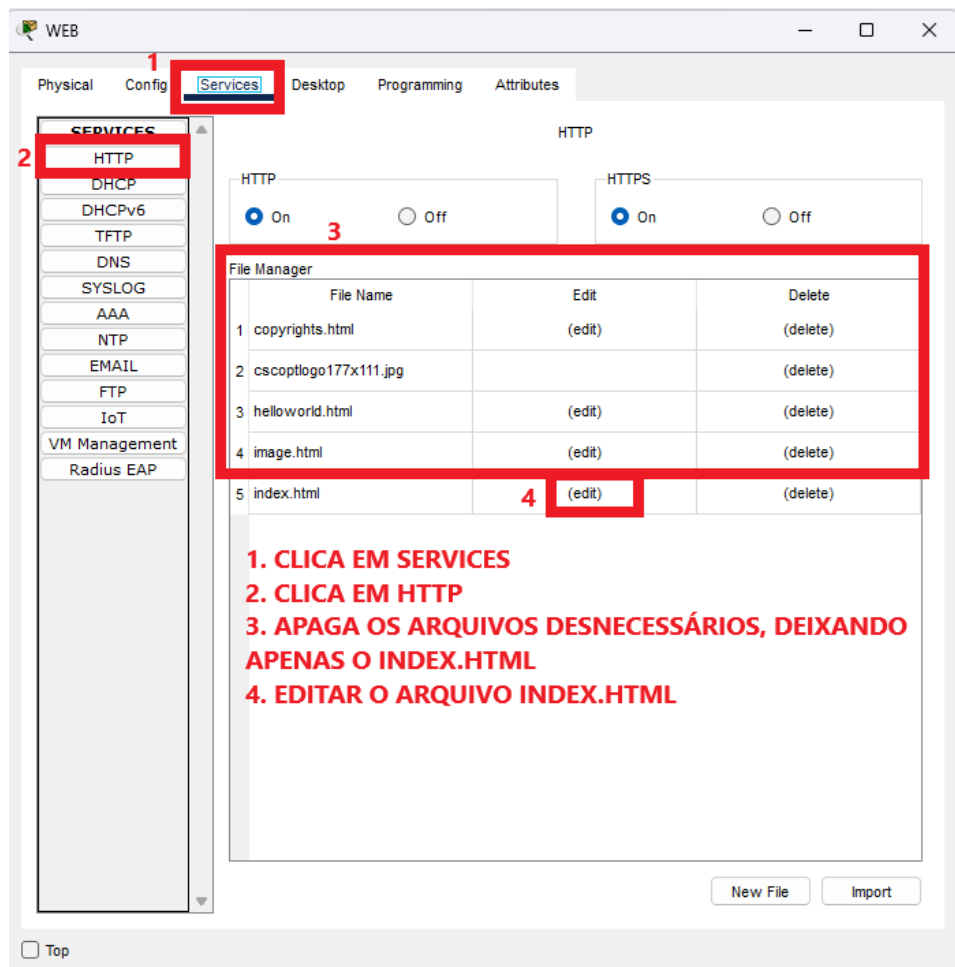 WEB
1
Physical Config Services Desktop Programming Attributes
SERVICES
2 HTTP
DHCP
DHCPv6
TFTP
DNS
SYSLOG
AAA
NTP
EMAIL
FTP
IoT
VM Management
Radius EAP
HTTP
HTTP
On Off
HTTPS
On Off
3
File Manager
File Name Edit Delete
1 copyrights.html (edit) (delete)
2 cscoptlogo177x111.jpg (delete)
3 helloworld.html (edit) (delete)
4 image.html (edit) (delete)
5 index.html 4 (edit) (delete)
1. CLICA EM SERVICES
2. CLICA EM HTTP
3. APAGA OS ARQUIVOS DESNECESSÁRIOS, DEIXANDO
APENAS O INDEX.HTML
4. EDITAR O ARQUIVO INDEX.HTML
New File Import
Top